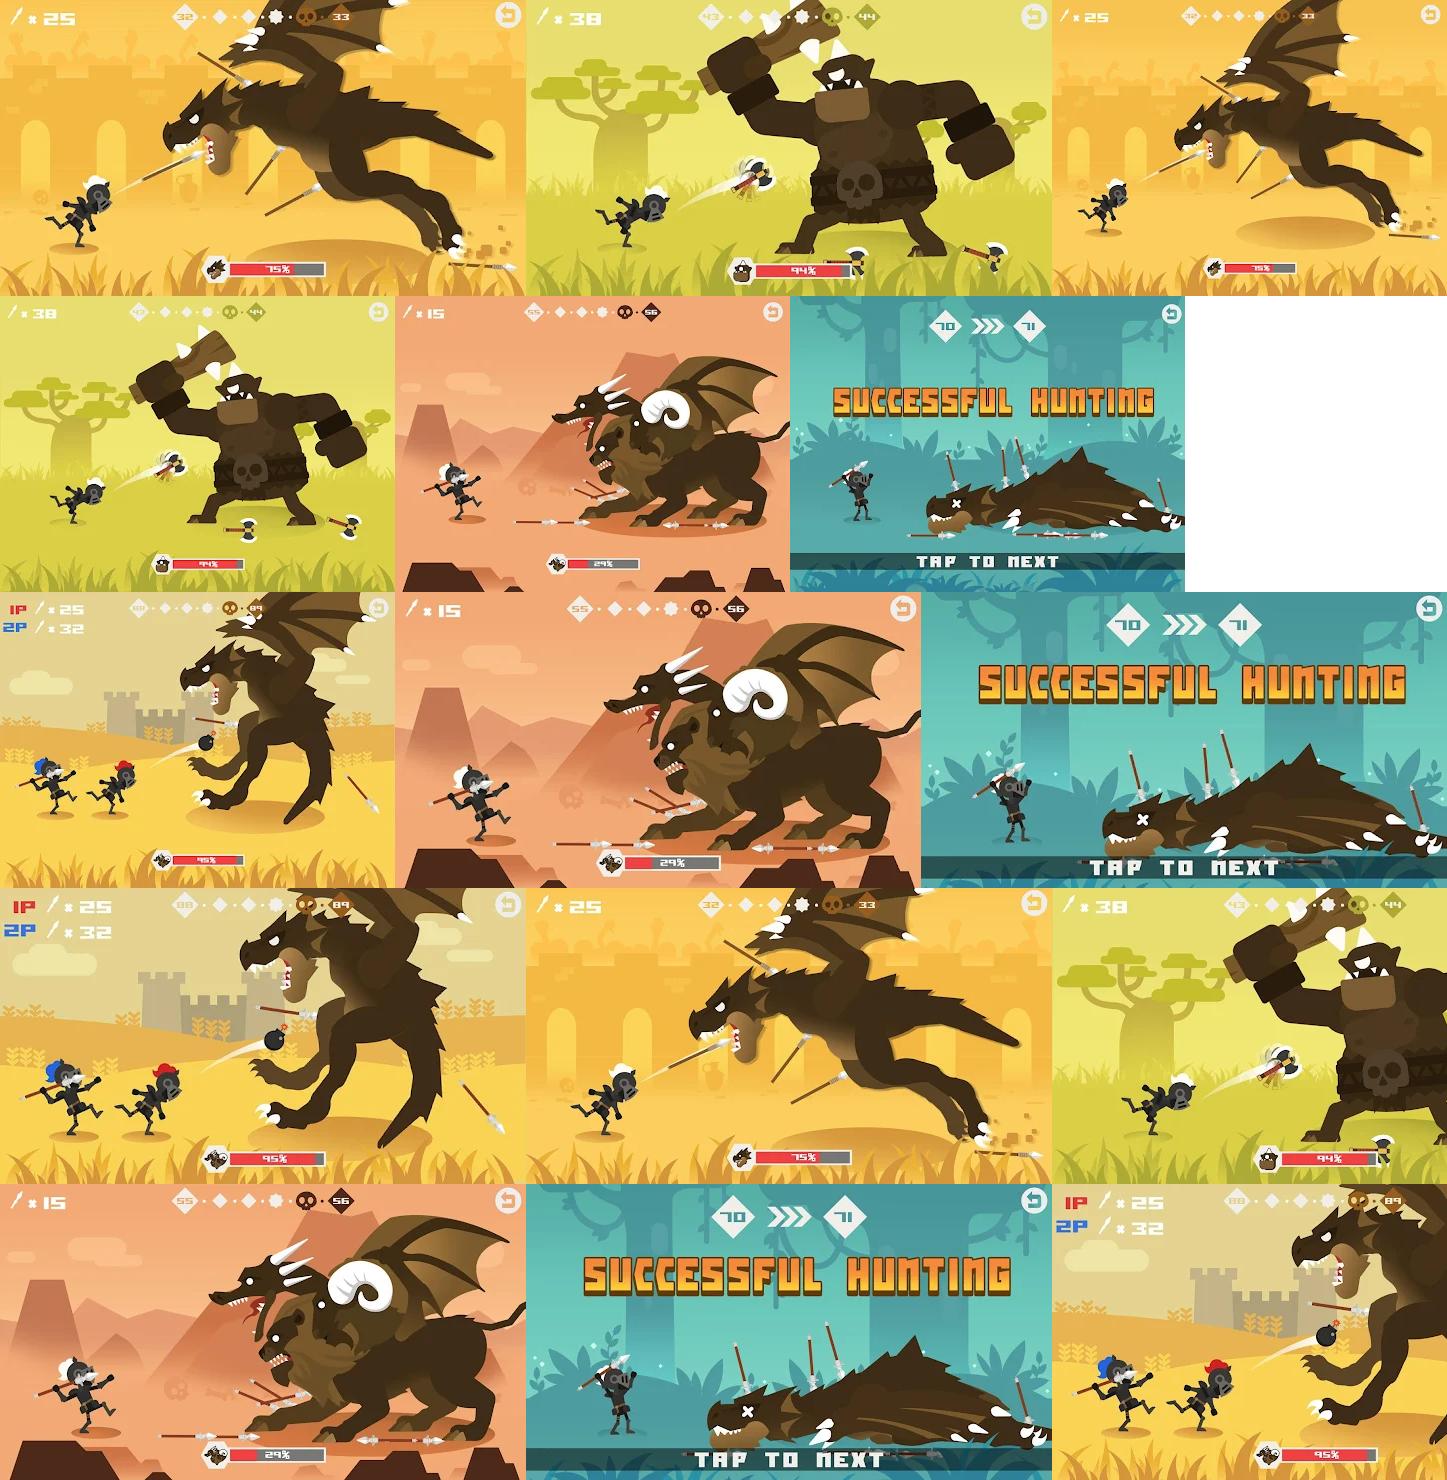 x 25
32
33
x 38
43
44
x 25
32
33
75%
94%
75%
x 38
43
44
x 15
55
56
70
71
SUCCESSFUL HUNTING
94%
29%
TAP TO NEXT
1P x 25
88
89
2P x 32
x 15
55
56
70
71
SUCCESSFUL HUNTING
95%
29%
TAP TO NEXT
1P x 25
88
89
2P x 32
x 25
32
33
x 38
43
44
95%
75%
94%
x 15
55
56
70
71
1P x 25
88
89
2P x 32
SUCCESSFUL HUNTING
29%
TAP TO NEXT
95%